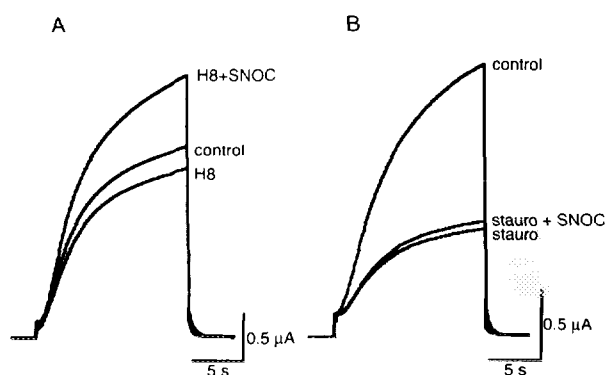 A
H8+SNOC
control
H8
0.5 µA
5 s
B
control
stauro + SNOC
stauro
0.5 µA
5 s